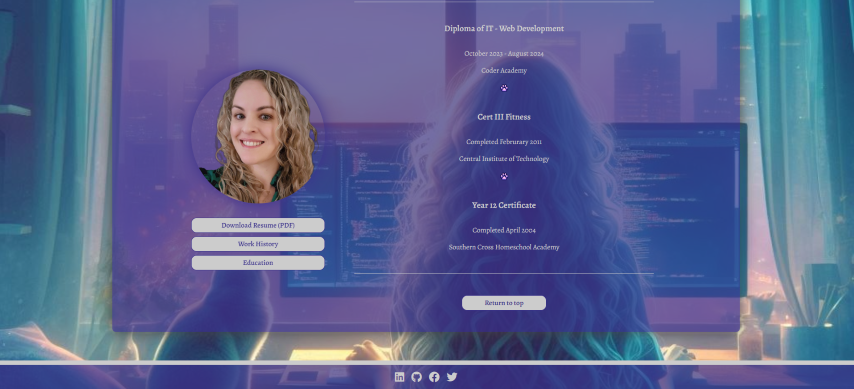 Diploma of IT - Web Development
October 2023 - August 2024
Coder Academy
Cert III Fitness
Completed Februrary 2011
Central Institute of Technology
Year 12 Certificate
Completed April 2004
Southern Cross Homeschool Academy
Download Resume (PDF)
Work History
Education
Return to top